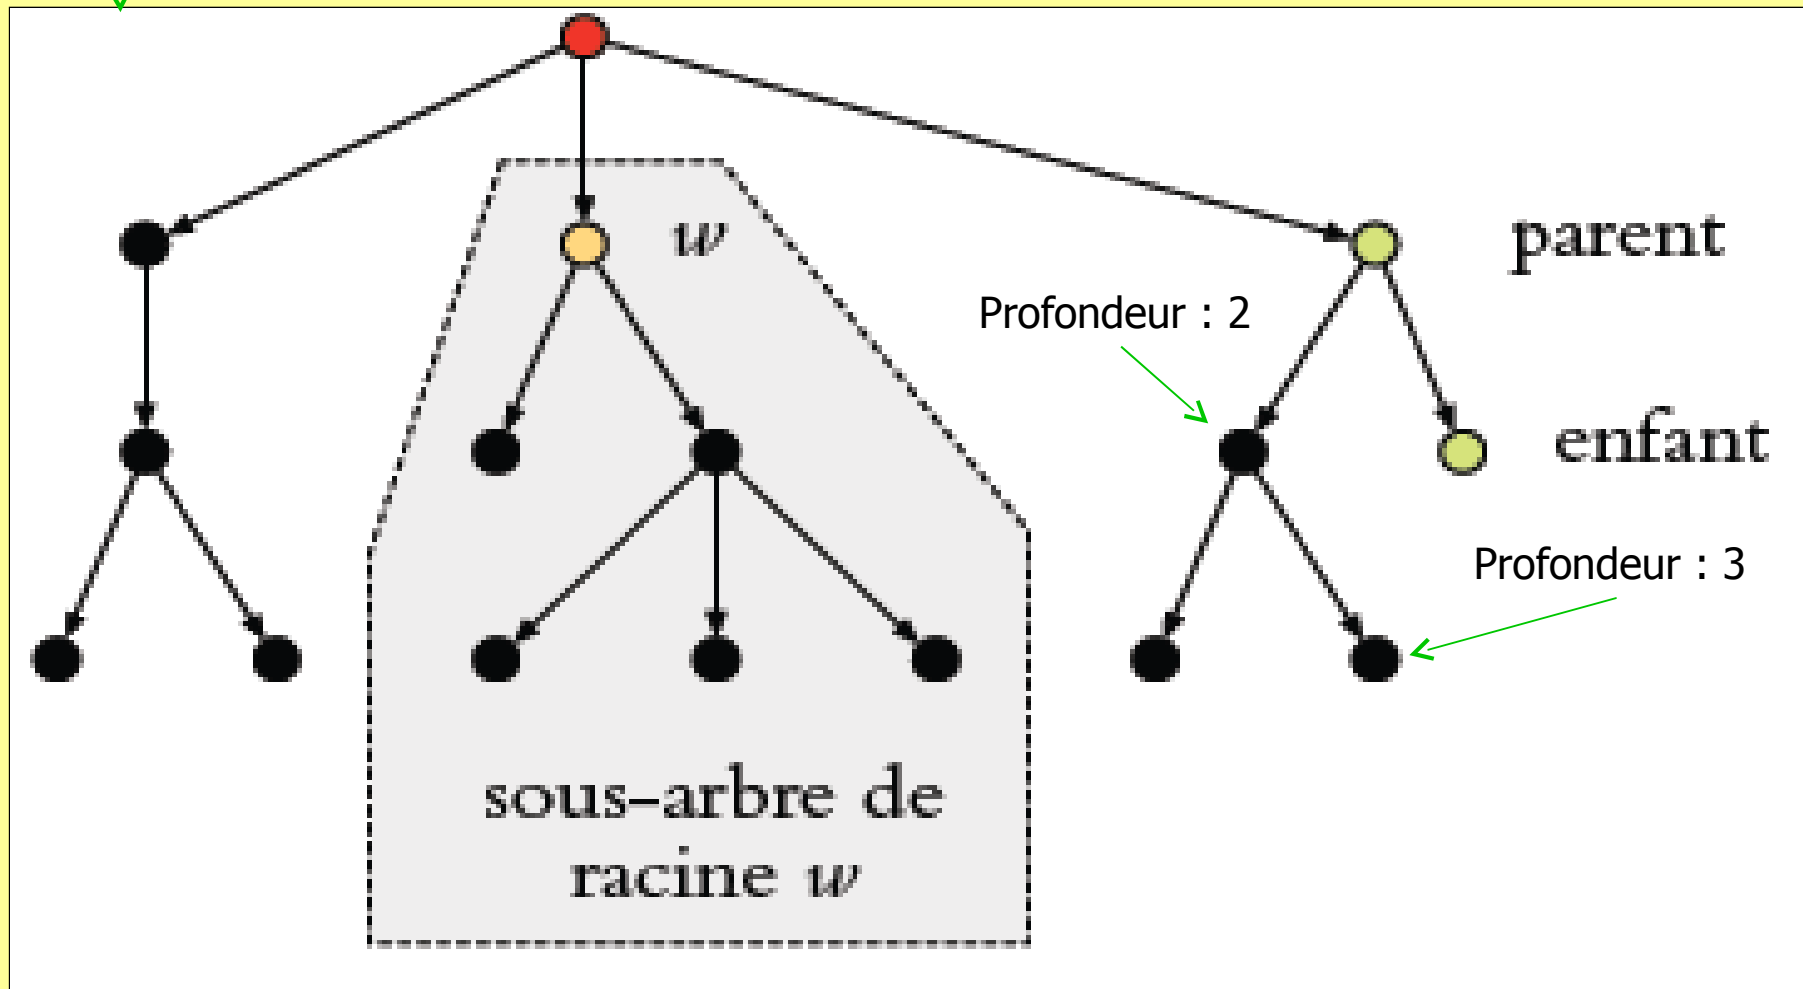 w
parent
Profondeur : 2
enfant
Profondeur : 3
sous-arbre de
racine w